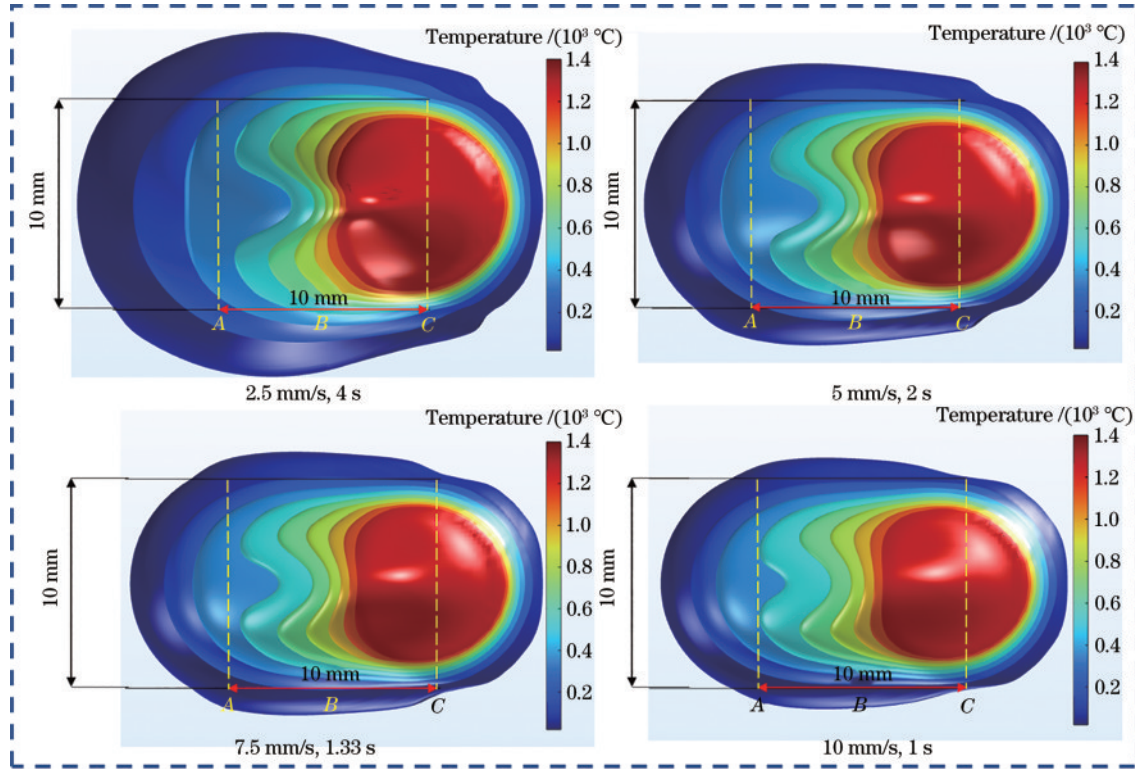 Temperature /(10³ ℃)
1.4
1.2
1.0
0.8
0.6
0.4
0.2
10 mm
10 mm
A B C
2.5 mm/s, 4 s
Temperature /(10³ ℃)
1.4
1.2
1.0
0.8
0.6
0.4
0.2
10 mm
10 mm
A B C
5 mm/s, 2 s
Temperature /(10³ ℃)
1.4
1.2
1.0
0.8
0.6
0.4
0.2
10 mm
10 mm
A B C
7.5 mm/s, 1.33 s
Temperature /(10³ ℃)
1.4
1.2
1.0
0.8
0.6
0.4
0.2
10 mm
10 mm
A B C
10 mm/s, 1 s